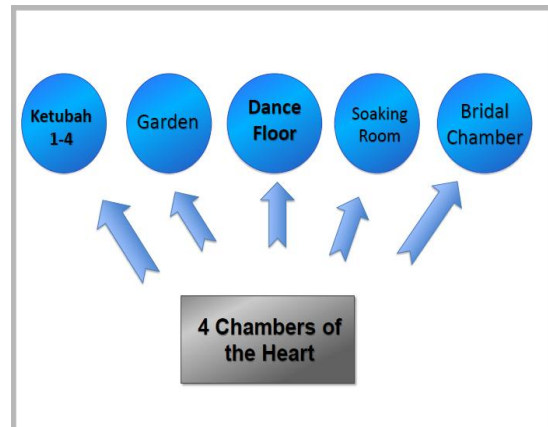 Ketubah
1-4
Garden
Dance
Floor
Soaking
Room
Bridal
Chamber
4 Chambers of
the Heart